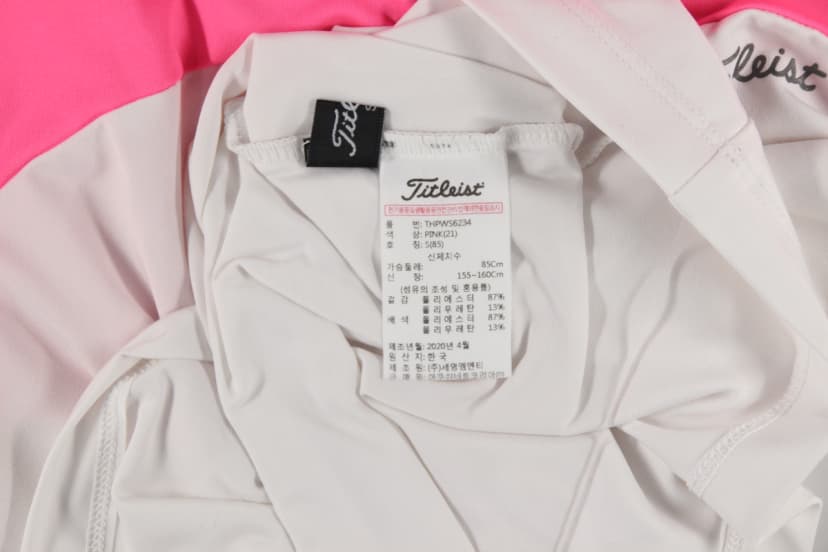 Titleist
Titl
Titleist
품 번: THPWS6234
색 상: PINK(21)
호 칭: S(85)
신체치수
가슴둘레: 85Cm
신 장: 155~160Cm
(섬유의 조성 및 혼용률)
겉 감 폴리에스터 87%
폴리우레탄 13%
배 색 폴리에스터 87%
폴리우레탄 13%
제조년월: 2020년 4월
원 산 지: 한 국
제 조 원: (주)세영엠엔티